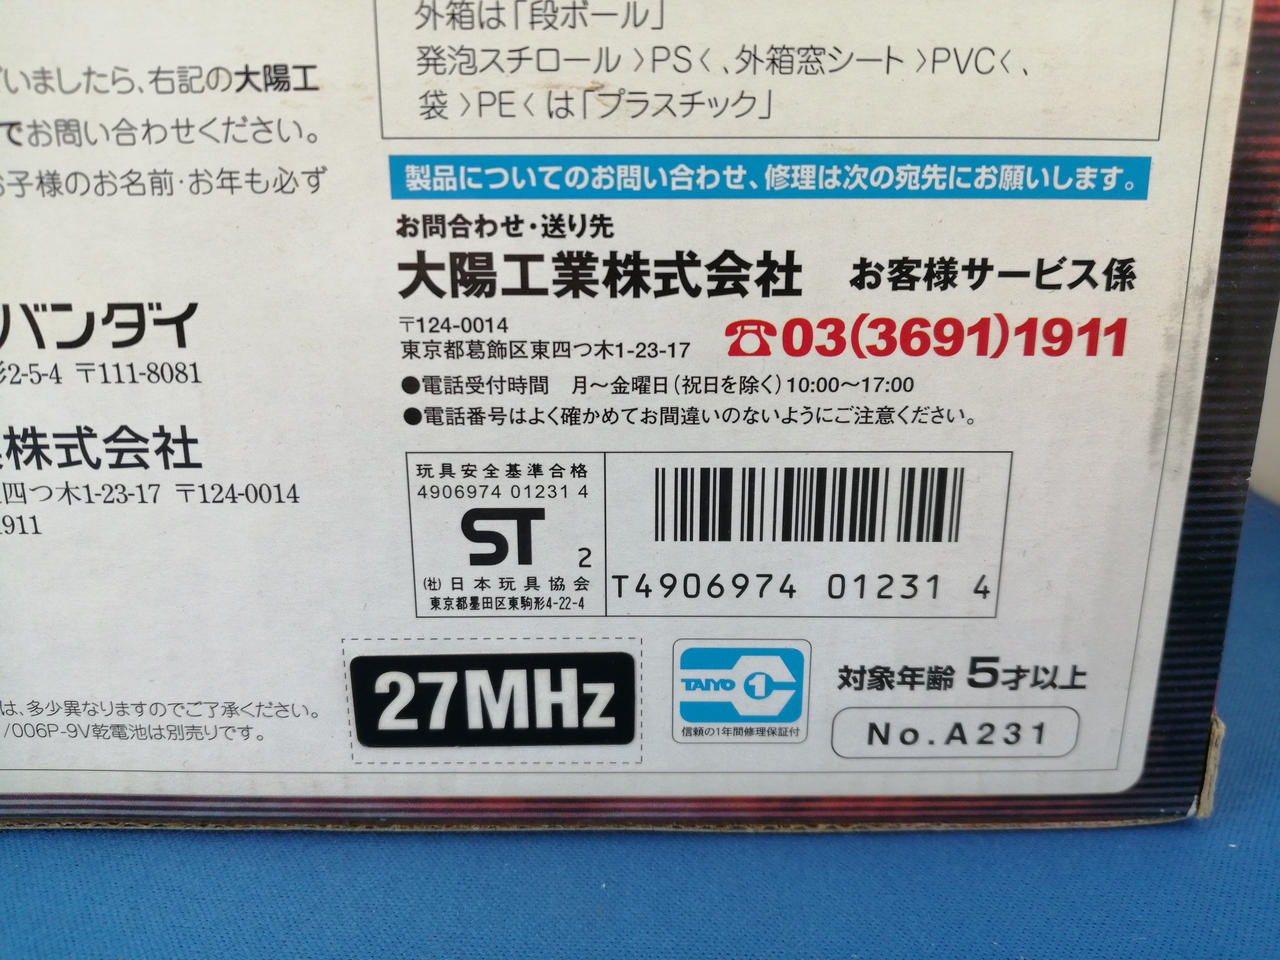 外箱は「段ボール」
発泡スチロール〉PS〈、外箱窓シート〉PVC〈、
袋〉PE〈は「プラスチック」
いましたら、右記の大陽工
でお問い合わせください。
お子様のお名前・お年も必ず
製品についてのお問い合わせ、修理は次の宛先にお願いします。
お問合わせ・送り先
大陽工業株式会社 お客様サービス係
〒124-0014
東京都葛飾区東四つ木1-23-17
☎03(3691)1911
●電話受付時間 月〜金曜日(祝日を除く)10:00〜17:00
●電話番号はよく確かめてお間違いのないようにご注意ください。
バンダイ
2-5-4 〒111-8081
株式会社
四つ木1-23-17 〒124-0014
1911
玩具安全基準合格
4906974 01231 4
ST 2
(社)日本玩具協会
東京都墨田区東駒形4-22-4
T4906974 01231 4
は、多少異なりますのでご了承ください。
/006P-9V乾電池は別売りです。
27MHz
TAIYO 1
信頼の1年間修理保証付
対象年齢 5才以上
No.A231